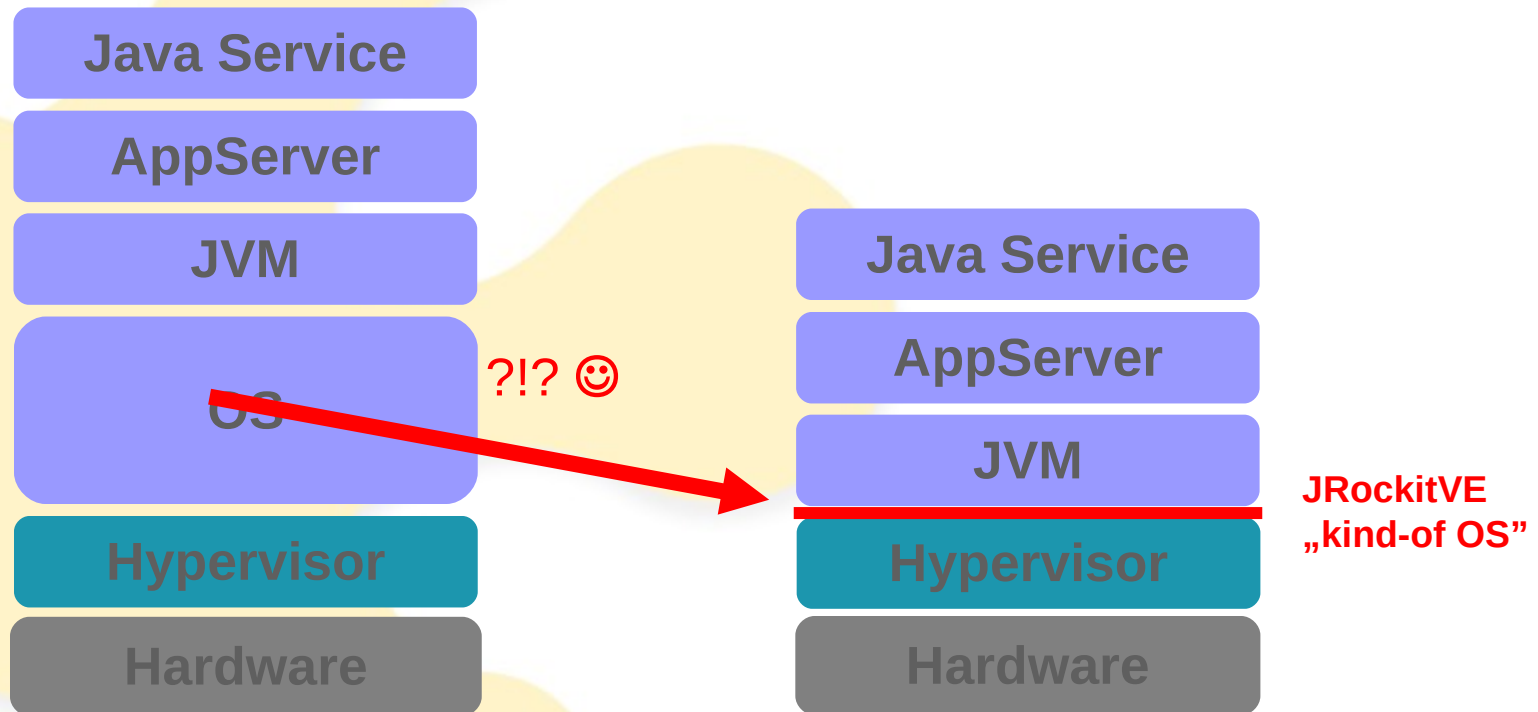 Java Service
AppServer
JVM
OS
Hypervisor
Hardware
?!? ☺
Java Service
AppServer
JVM
Hypervisor
Hardware
JRockitVE
„kind-of OS”